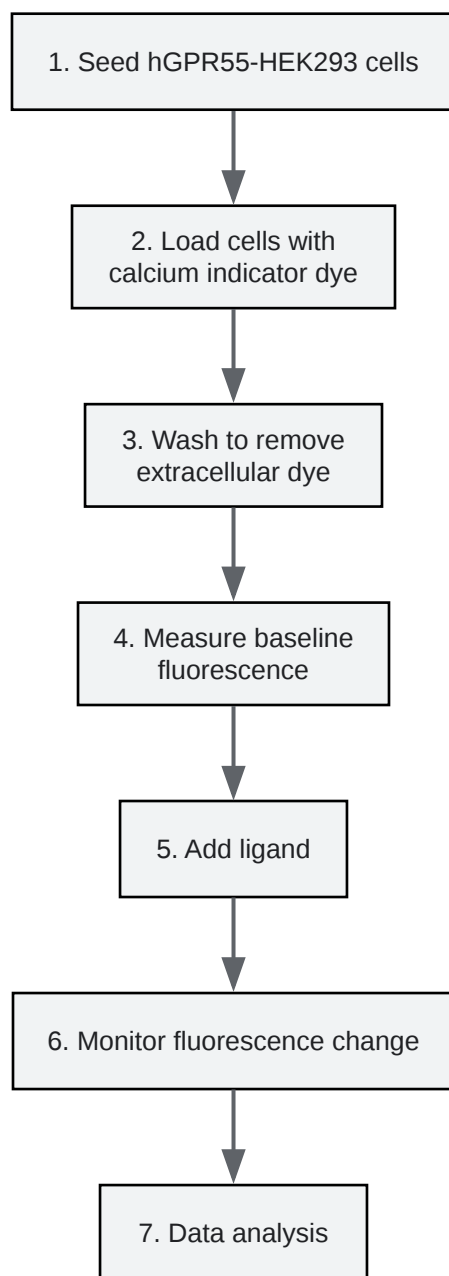 1. Seed hGPR55-HEK293 cells
2. Load cells with
calcium indicator dye
3. Wash to remove
extracellular dye
4. Measure baseline
fluorescence
5. Add ligand
6. Monitor fluorescence change
7. Data analysis